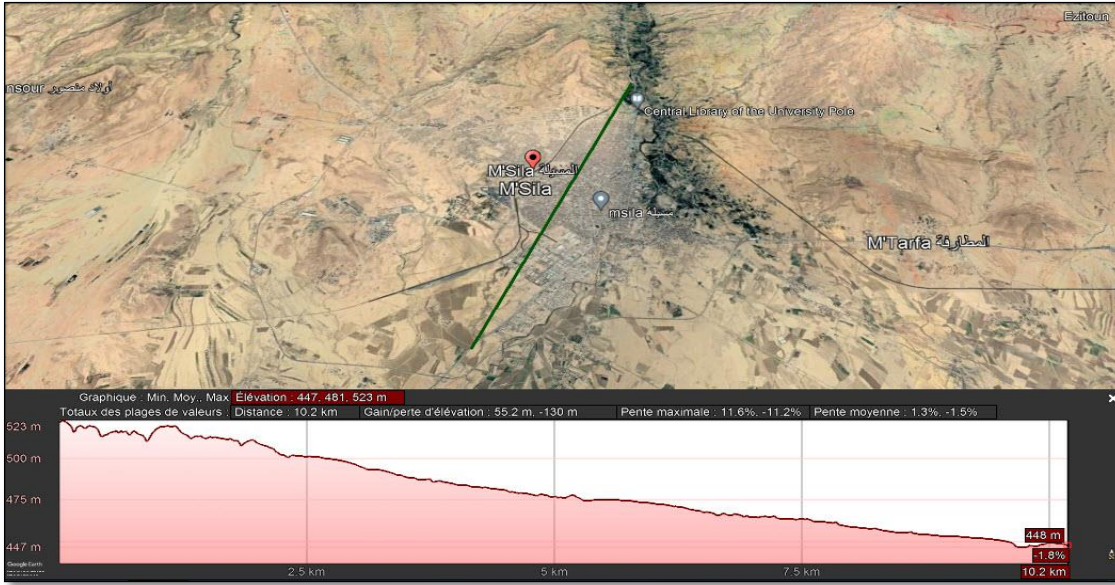 Ezitoun
nsour أولاد منصور
Central Library of the University Pole
M'Sila المسيلة
M'Sila
msila مسيلة
M'Tarfa المطارفة
Graphique : Min. Moy., Max Élévation : 447, 481, 523 m
Totaux des plages de valeurs : Distance : 10.2 km Gain/perte d'élévation : 55.2 m, -130 m Pente maximale : 11.6%, -11.2% Pente moyenne : 1.3%, -1.5%
523 m
500 m
475 m
448 m
447 m
-1.8%
Google Earth
2.5 km 5 km 7.5 km 10.2 km